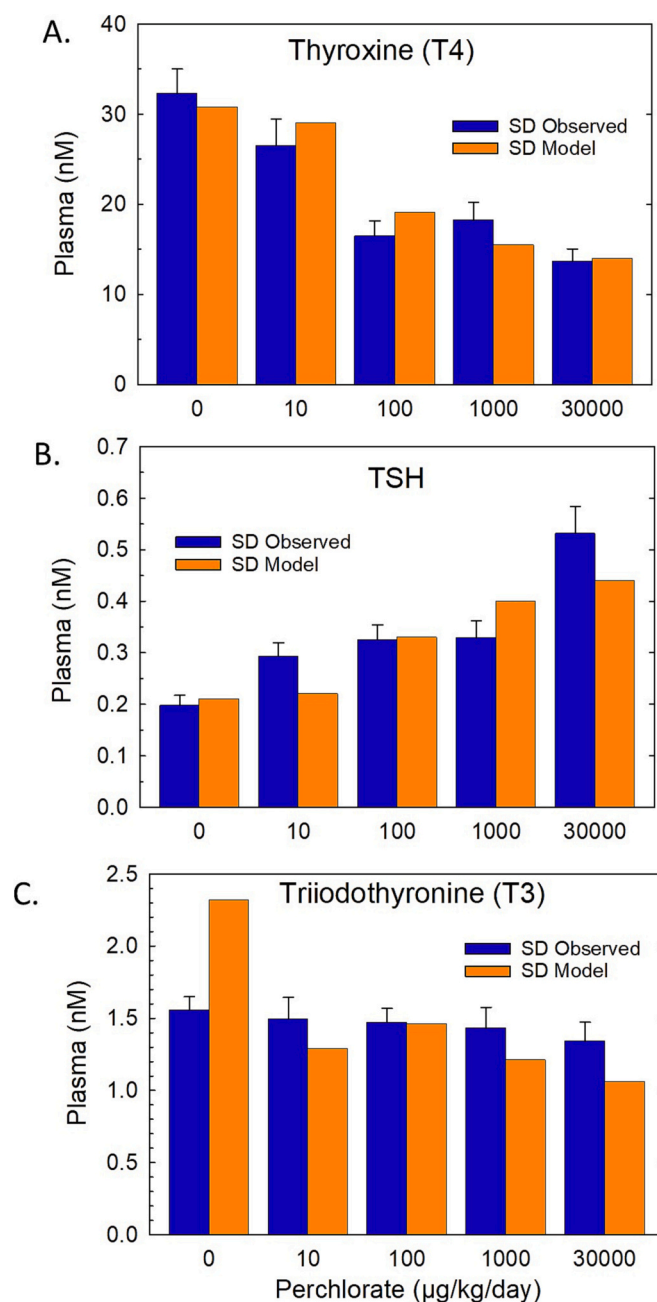 A.
Thyroxine (T4)
SD Observed
SD Model
Plasma (nM)
40
30
20
10
0
0 10 100 1000 30000
B.
TSH
SD Observed
SD Model
Plasma (nM)
0.7
0.6
0.5
0.4
0.3
0.2
0.1
0.0
0 10 100 1000 30000
C.
Triiodothyronine (T3)
SD Observed
SD Model
Plasma (nM)
2.5
2.0
1.5
1.0
0.5
0.0
0 10 100 1000 30000
Perchlorate (µg/kg/day)